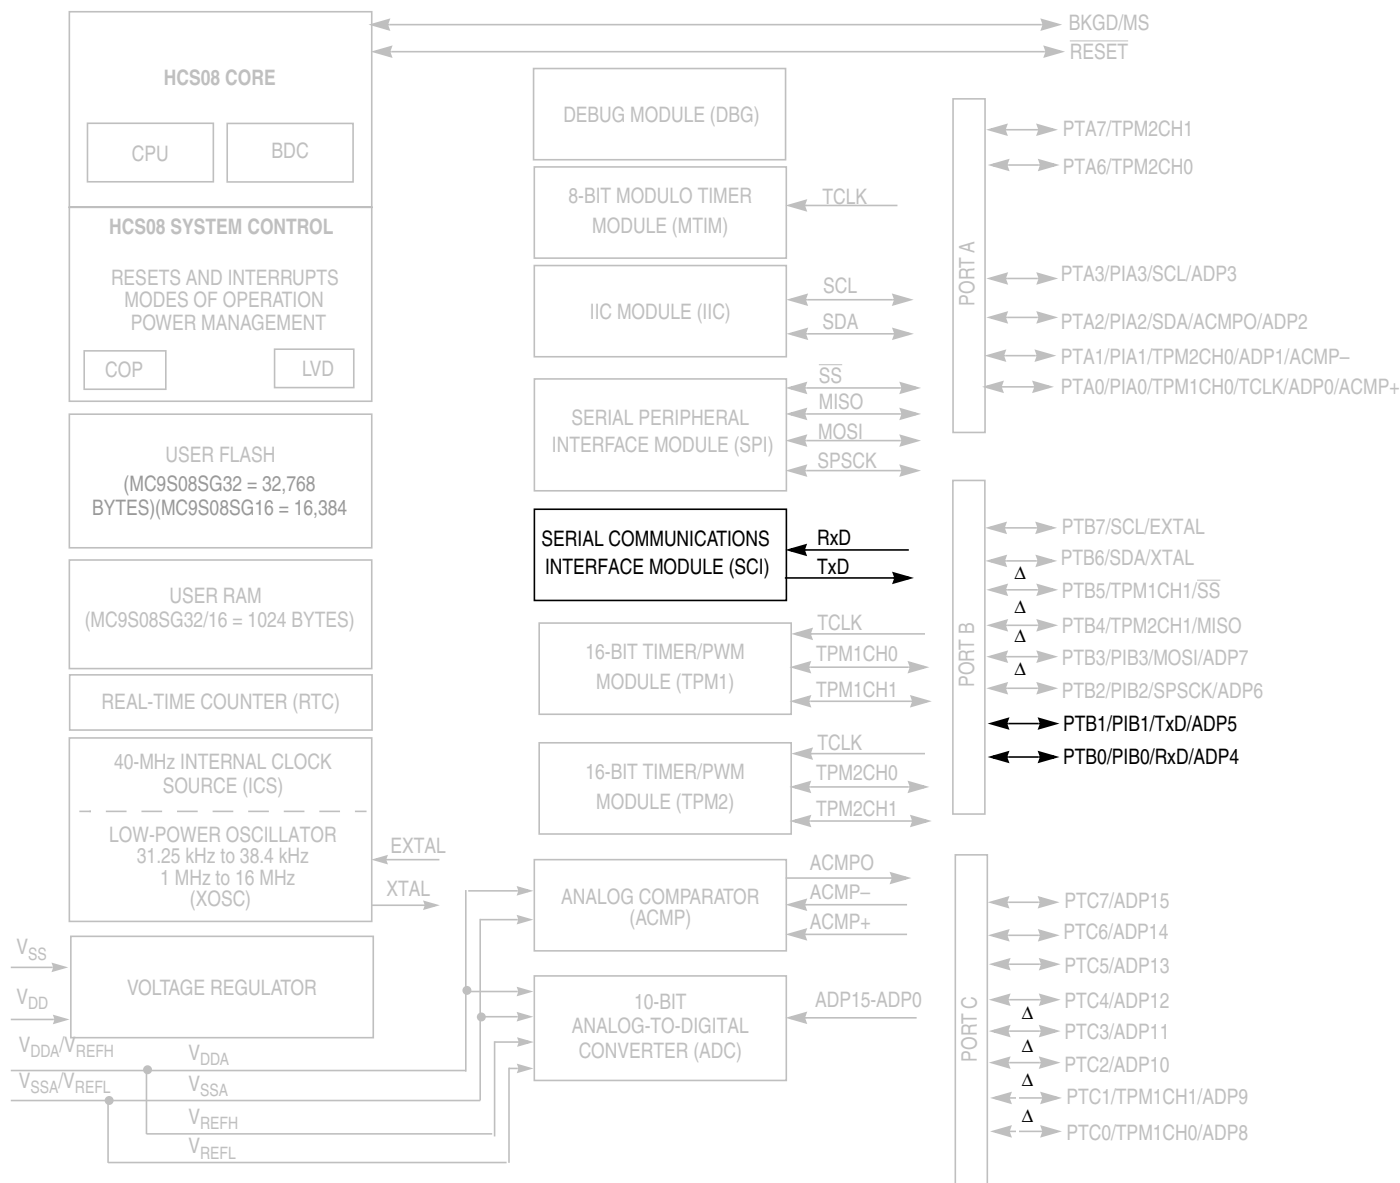 BKGD/MS
RESET
HCS08 CORE
CPU
BDC
HCS08 SYSTEM CONTROL
RESETS AND INTERRUPTS
MODES OF OPERATION
POWER MANAGEMENT
COP
LVD
USER FLASH
(MC9S08SG32 = 32,768
BYTES)(MC9S08SG16 = 16,384
USER RAM
(MC9S08SG32/16 = 1024 BYTES)
REAL-TIME COUNTER (RTC)
40-MHz INTERNAL CLOCK
SOURCE (ICS)
LOW-POWER OSCILLATOR
31.25 kHz to 38.4 kHz
1 MHz to 16 MHz
(XOSC)
EXTAL
XTAL
VSS
VDD
VOLTAGE REGULATOR
VDDA/VREFH
VSSA/VREFL
VDDA
VSSA
VREFH
VREFL
DEBUG MODULE (DBG)
8-BIT MODULO TIMER
MODULE (MTIM)
TCLK
IIC MODULE (IIC)
SCL
SDA
SERIAL PERIPHERAL
INTERFACE MODULE (SPI)
SS
MISO
MOSI
SPSCK
SERIAL COMMUNICATIONS
INTERFACE MODULE (SCI)
RxD
TxD
16-BIT TIMER/PWM
MODULE (TPM1)
TCLK
TPM1CH0
TPM1CH1
16-BIT TIMER/PWM
MODULE (TPM2)
TCLK
TPM2CH0
TPM2CH1
ANALOG COMPARATOR
(ACMP)
ACMPO
ACMP–
ACMP+
10-BIT
ANALOG-TO-DIGITAL
CONVERTER (ADC)
ADP15-ADP0
PORT A
PTA7/TPM2CH1
PTA6/TPM2CH0
PTA3/PIA3/SCL/ADP3
PTA2/PIA2/SDA/ACMPO/ADP2
PTA1/PIA1/TPM2CH0/ADP1/ACMP–
PTA0/PIA0/TPM1CH0/TCLK/ADP0/ACMP+
PORT B
PTB7/SCL/EXTAL
PTB6/SDA/XTAL
Δ
PTB5/TPM1CH1/SS
Δ
PTB4/TPM2CH1/MISO
Δ
PTB3/PIB3/MOSI/ADP7
Δ
PTB2/PIB2/SPSCK/ADP6
PTB1/PIB1/TxD/ADP5
PTB0/PIB0/RxD/ADP4
PORT C
PTC7/ADP15
PTC6/ADP14
PTC5/ADP13
PTC4/ADP12
Δ
PTC3/ADP11
Δ
PTC2/ADP10
Δ
PTC1/TPM1CH1/ADP9
Δ
PTC0/TPM1CH0/ADP8